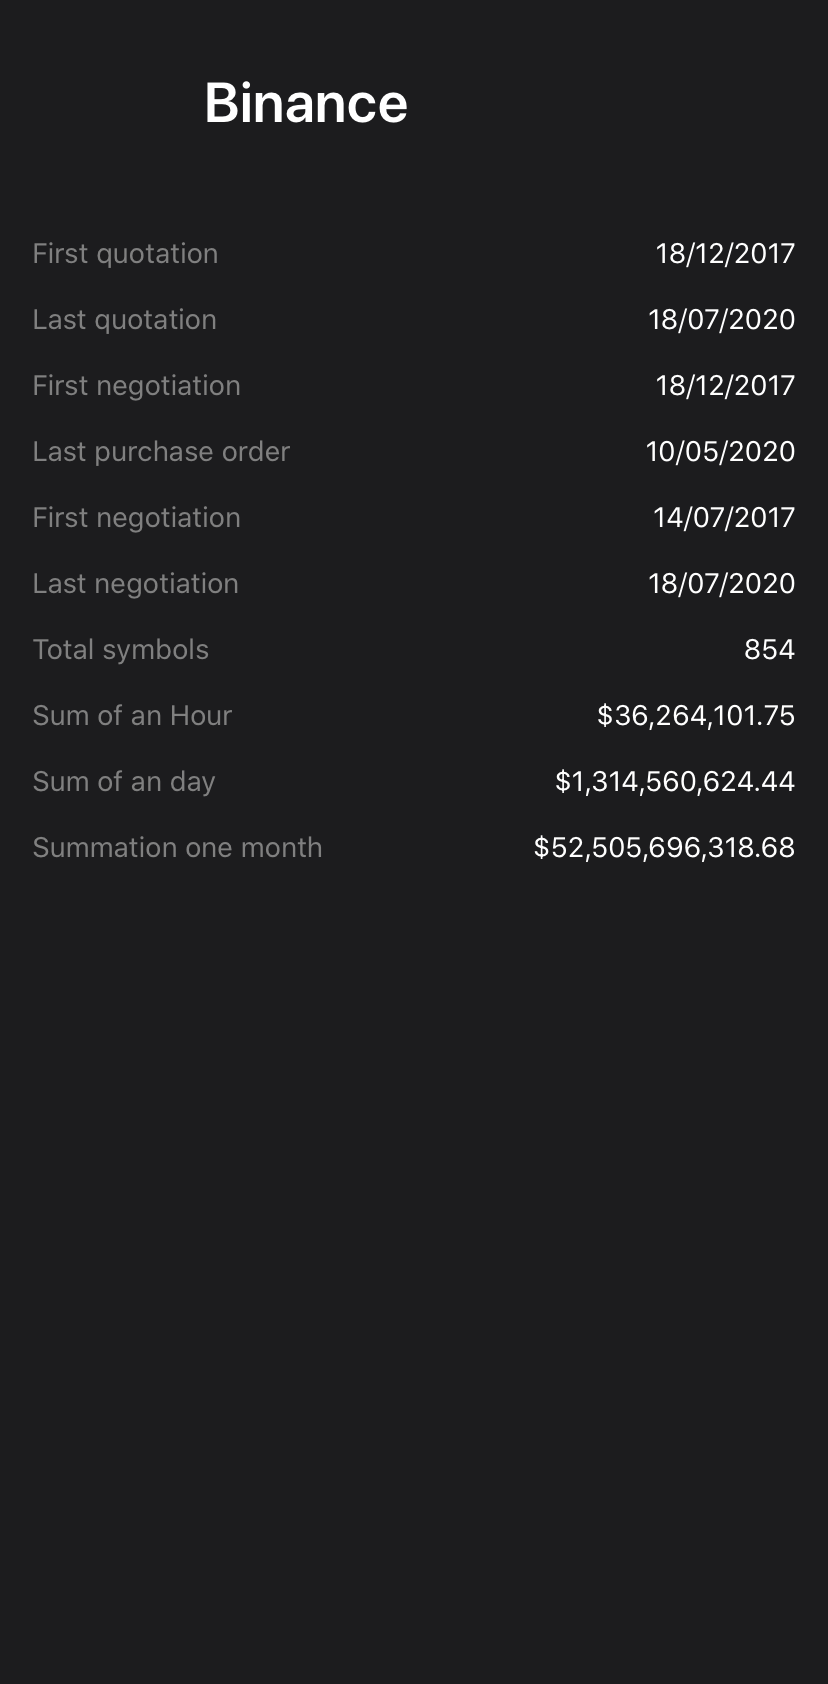 Binance
First quotation 18/12/2017
Last quotation 18/07/2020
First negotiation 18/12/2017
Last purchase order 10/05/2020
First negotiation 14/07/2017
Last negotiation 18/07/2020
Total symbols 854
Sum of an Hour $36,264,101.75
Sum of an day $1,314,560,624.44
Summation one month $52,505,696,318.68